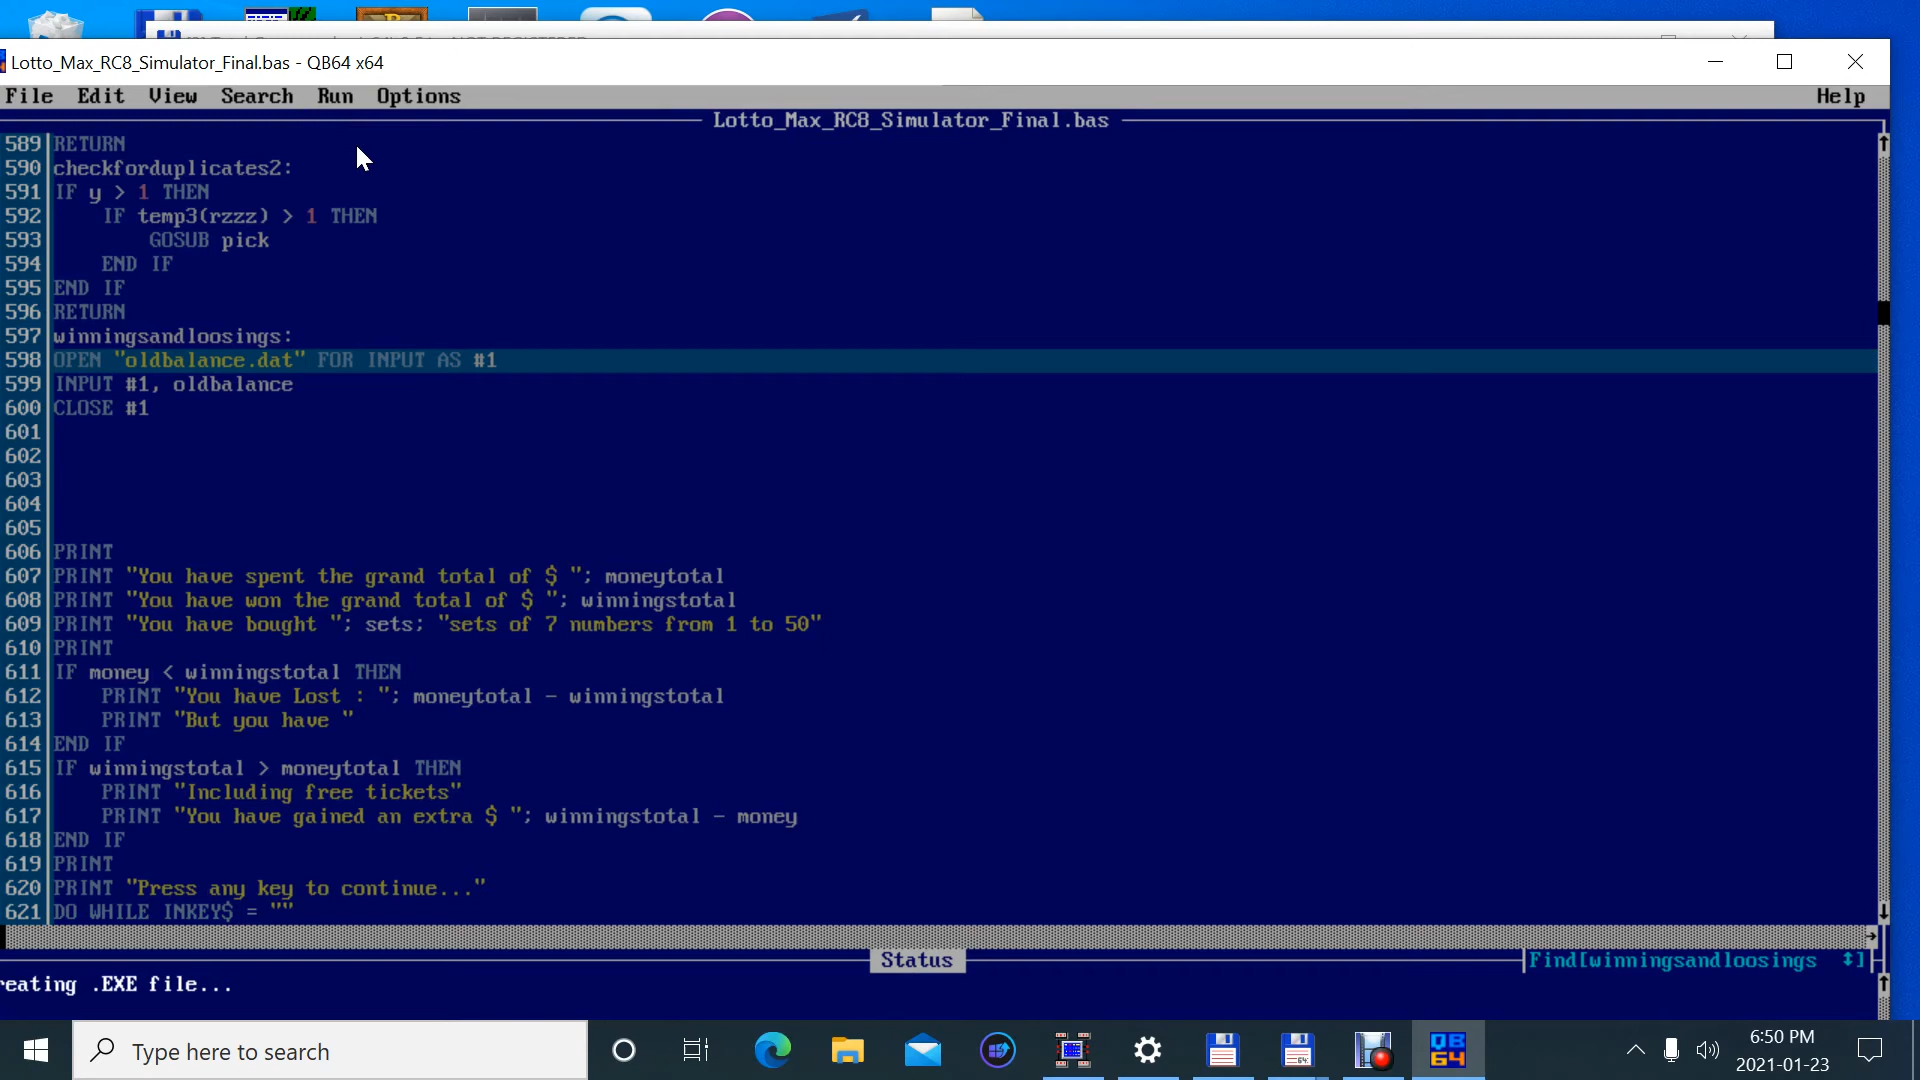 Lotto_Max_RC8_Simulator_Final.bas - QB64 x64
File Edit View Search Run Options Help
Lotto_Max_RC8_Simulator_Final.bas
589 RETURN
590 checkforduplicates2:
591 IF y > 1 THEN
592 IF temp3(rzzz) > 1 THEN
593 GOSUB pick
594 END IF
595 END IF
596 RETURN
597 winningsandloosings:
598 OPEN "oldbalance.dat" FOR INPUT AS #1
599 INPUT #1, oldbalance
600 CLOSE #1
601
602
603
604
605
606 PRINT
607 PRINT "You have spent the grand total of $ "; moneytotal
608 PRINT "You have won the grand total of $ "; winningstotal
609 PRINT "You have bought "; sets; "sets of 7 numbers from 1 to 50"
610 PRINT
611 IF money < winningstotal THEN
612 PRINT "You have Lost : "; moneytotal - winningstotal
613 PRINT "But you have "
614 END IF
615 IF winningstotal > moneytotal THEN
616 PRINT "Including free tickets"
617 PRINT "You have gained an extra $ "; winningstotal - money
618 END IF
619 PRINT
620 PRINT "Press any key to continue..."
621 DO WHILE INKEY$ = ""
Status
Find[winningsandloosings ↕]
reating .EXE file...
Type here to search
QB
64
6:50 PM
2021-01-23